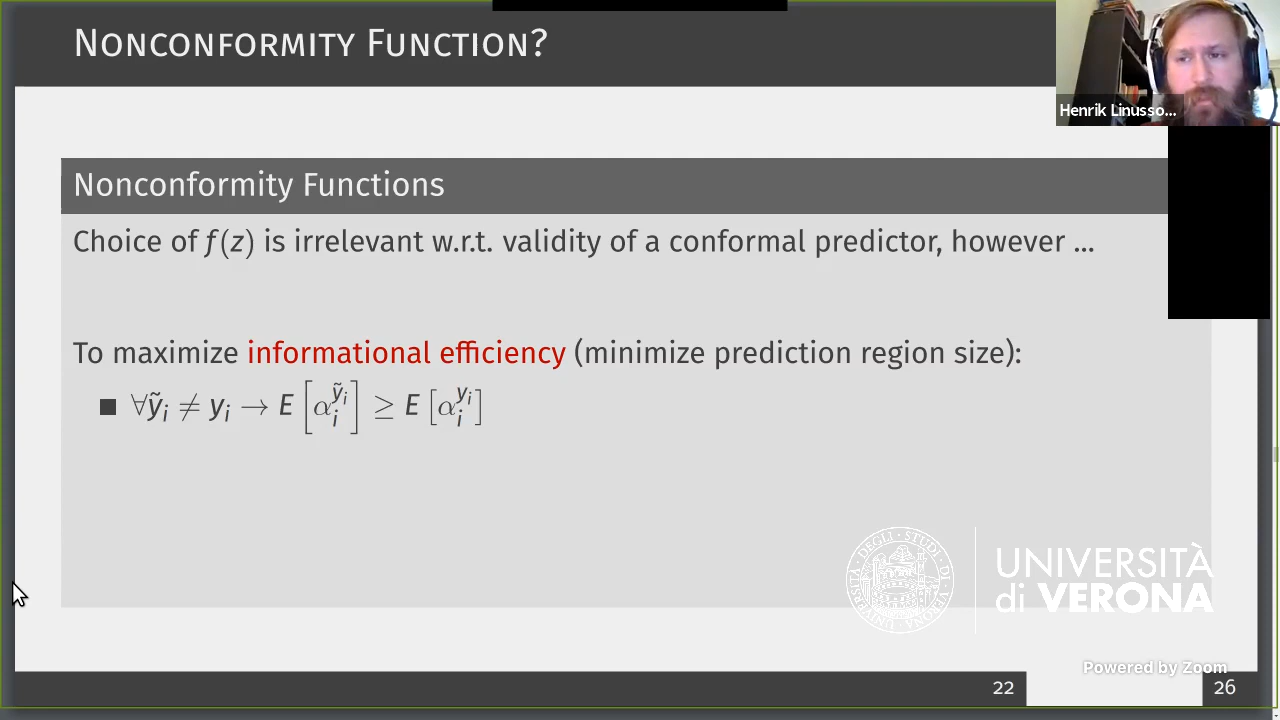 Nonconformity Function?
Henrik Linusso...
Nonconformity Functions
Choice of f(z) is irrelevant w.r.t. validity of a conformal predictor, however ...
To maximize informational efficiency (minimize prediction region size):
■ ∀ỹᵢ ≠ yᵢ → E[αᵢ^ỹᵢ] ≥ E[αᵢ^yᵢ]
UNIVERSITÀ
di VERONA
Powered by Zoom
22
26